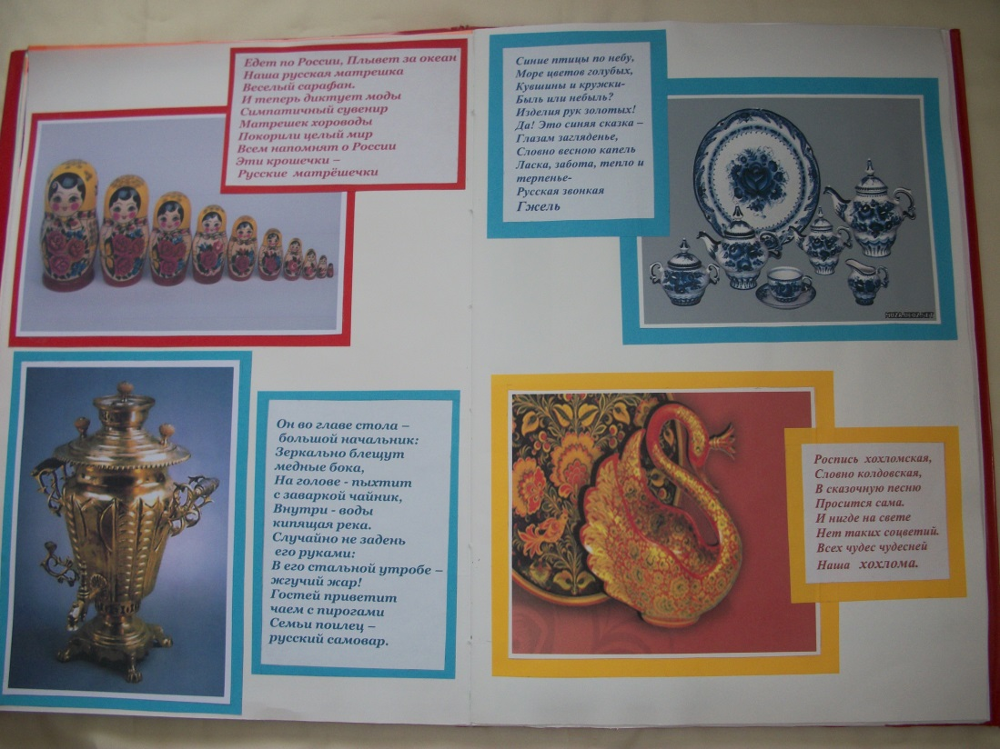 Едет по России, Плывет за океан
Наша русская матрешка
Веселый сарафан.
И теперь диктует моды
Симпатичный сувенир
Матрешек хороводы
Покорили целый мир
Всем напомнят о России
Эти крошечки –
Русские матрёшечки
Он во главе стола –
большой начальник:
Зеркально блещут
медные бока,
На голове - пыхтит
с заваркой чайник,
Внутри - воды
кипящая река.
Случайно не задень
его руками:
В его стальной утробе –
жгучий жар!
Гостей приветит
чаем с пирогами
Семьи поилец –
русский самовар.
Синие птицы по небу,
Море цветов голубых,
Кувшины и кружки-
Быль или небыль?
Изделия рук золотых!
Да! Это синяя сказка –
Глазам загляденье,
Словно весною капель
Ласка, забота, тепло и
терпенье-
Русская звонкая
Гжель
Роспись хохломская,
Словно колдовская,
В сказочную песню
Просится сама.
И нигде на свете
Нет таких соцветий.
Всех чудес чудесней
Наша хохлома.